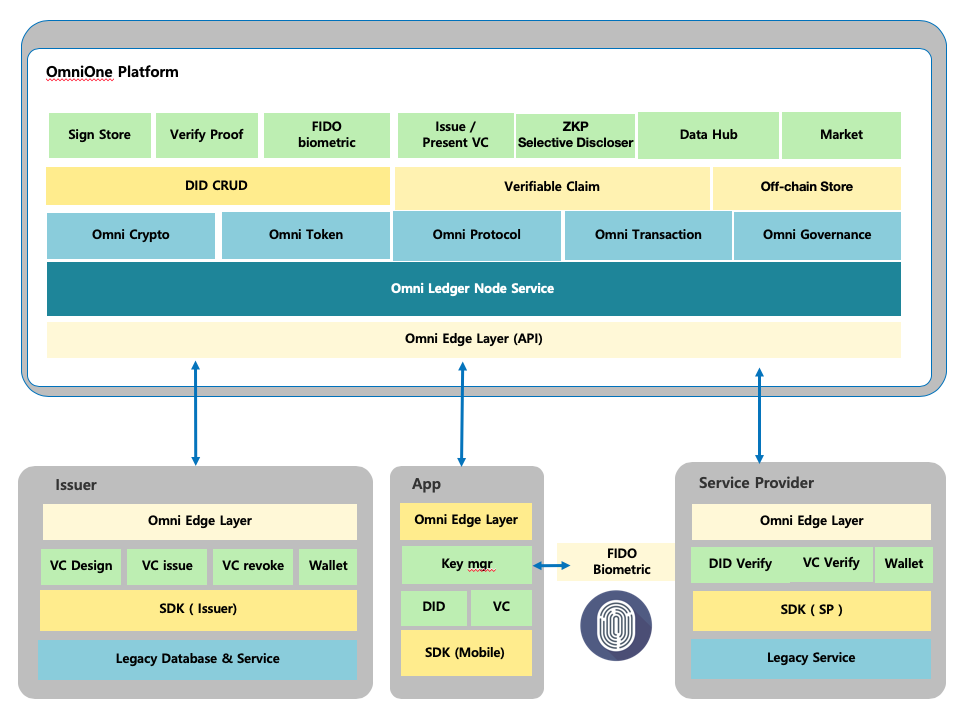 OmniOne Platform
Sign Store
Verify Proof
FIDO
biometric
Issue /
Present VC
ZKP
Selective Discloser
Data Hub
Market
DID CRUD
Verifiable Claim
Off-chain Store
Omni Crypto
Omni Token
Omni Protocol
Omni Transaction
Omni Governance
Omni Ledger Node Service
Omni Edge Layer (API)
Issuer
Omni Edge Layer
VC Design
VC issue
VC revoke
Wallet
SDK ( Issuer)
Legacy Database & Service
App
Omni Edge Layer
Key mgr
DID
VC
SDK (Mobile)
FIDO
Biometric
Service Provider
Omni Edge Layer
DID Verify
VC Verify
Wallet
SDK ( SP )
Legacy Service